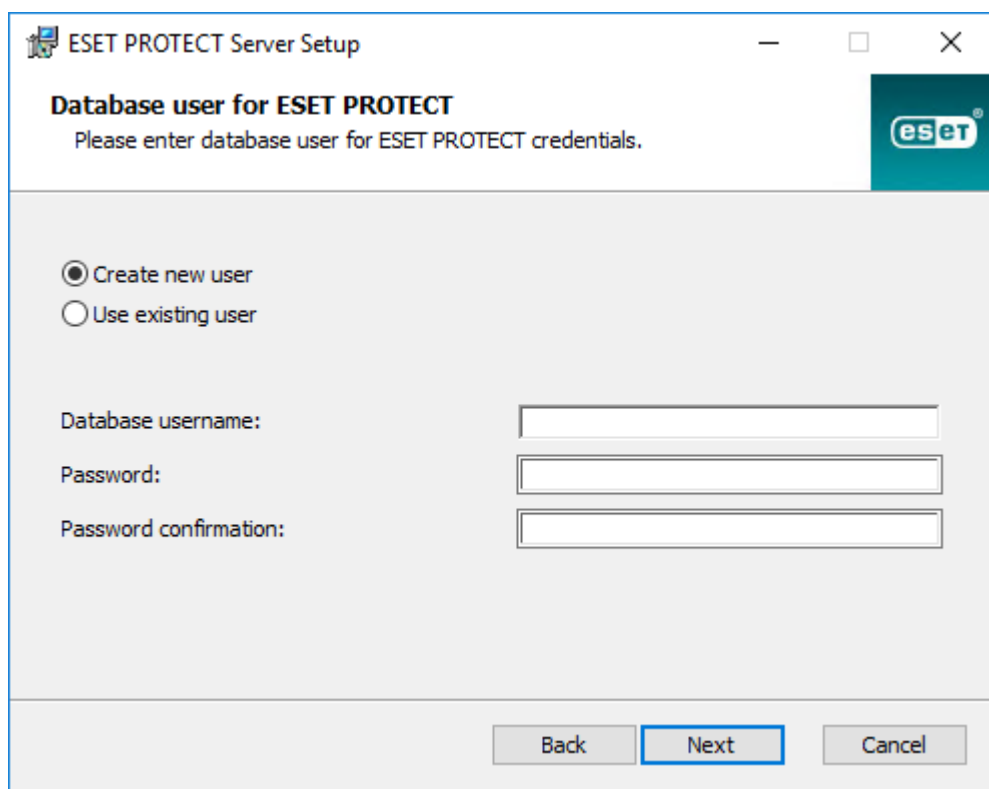 ESET PROTECT Server Setup
Database user for ESET PROTECT
Please enter database user for ESET PROTECT credentials.
eset®
Create new user
Use existing user
Database username:
Password:
Password confirmation:
Back Next Cancel